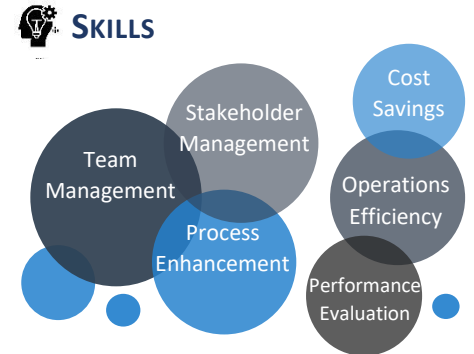 SKILLS
Cost
Savings
Stakeholder
Management
Team
Management
Operations
Efficiency
Process
Enhancement
Performance
Evaluation